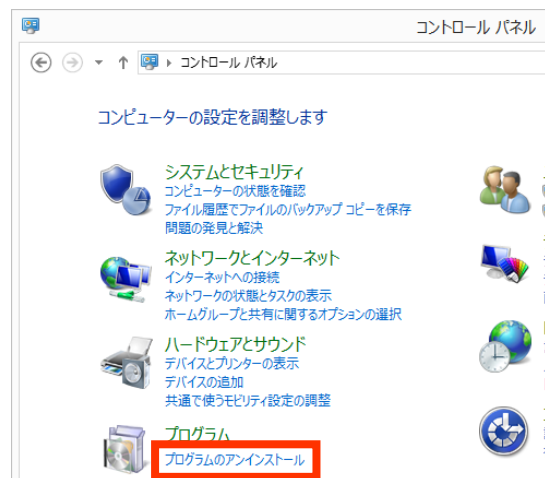 コントロール パネル
コントロール パネル
コンピューターの設定を調整します
システムとセキュリティ
コンピューターの状態を確認
ファイル履歴でファイルのバックアップ コピーを保存
問題の発見と解決
ネットワークとインターネット
インターネットへの接続
ネットワークの状態とタスクの表示
ホームグループと共有に関するオプションの選択
ハードウェアとサウンド
デバイスとプリンターの表示
デバイスの追加
共通で使うモビリティ設定の調整
プログラム
プログラムのアンインストール